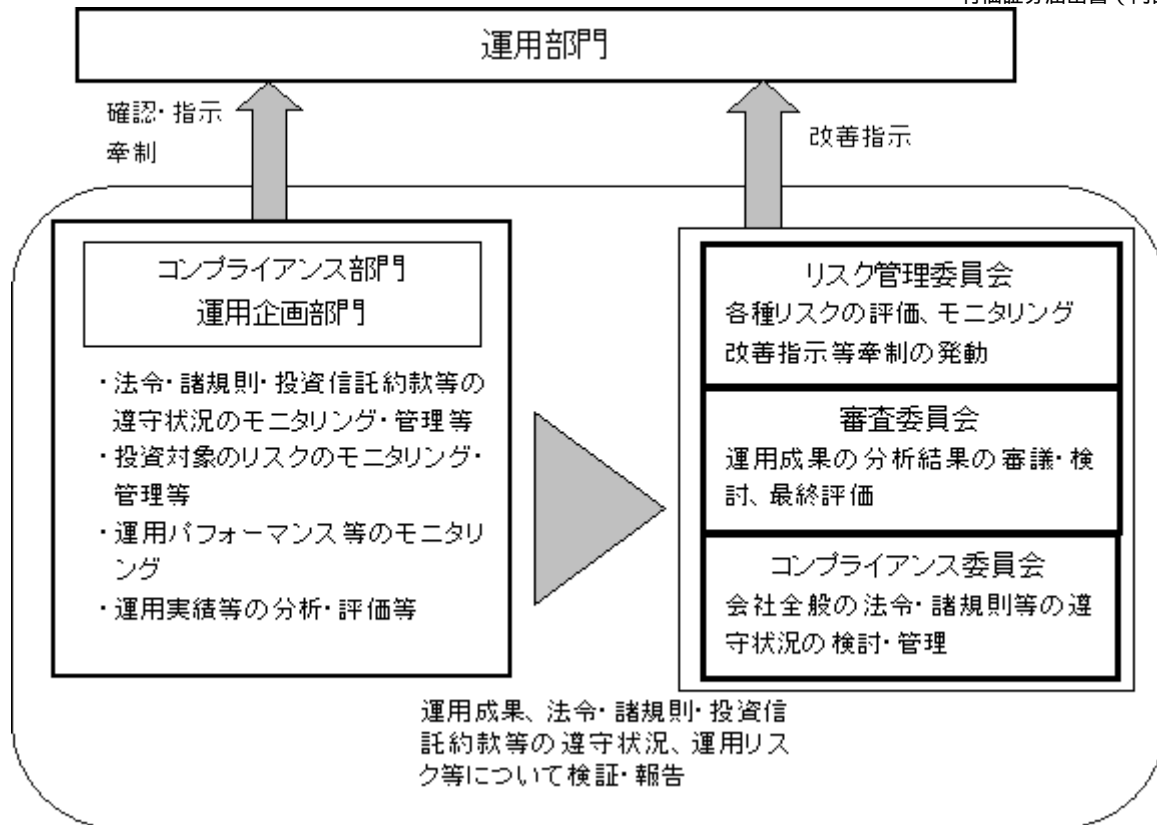 運用部門
確認・指示
牽制
改善指示
コンプライアンス部門
運用企画部門
・法令・諸規則・投資信託約款等の
遵守状況のモニタリング・管理等
・投資対象のリスクのモニタリング・
管理等
・運用パフォーマンス等のモニタリ
ング
・運用実績等の分析・評価等
リスク管理委員会
各種リスクの評価、モニタリング
改善指示等牽制の発動
審査委員会
運用成果の分析結果の審議・検
討、最終評価
コンプライアンス委員会
会社全般の法令・諸規則等の遵
守状況の検討・管理
運用成果、法令・諸規則・投資信
託約款等の遵守状況、運用リス
ク等について検証・報告